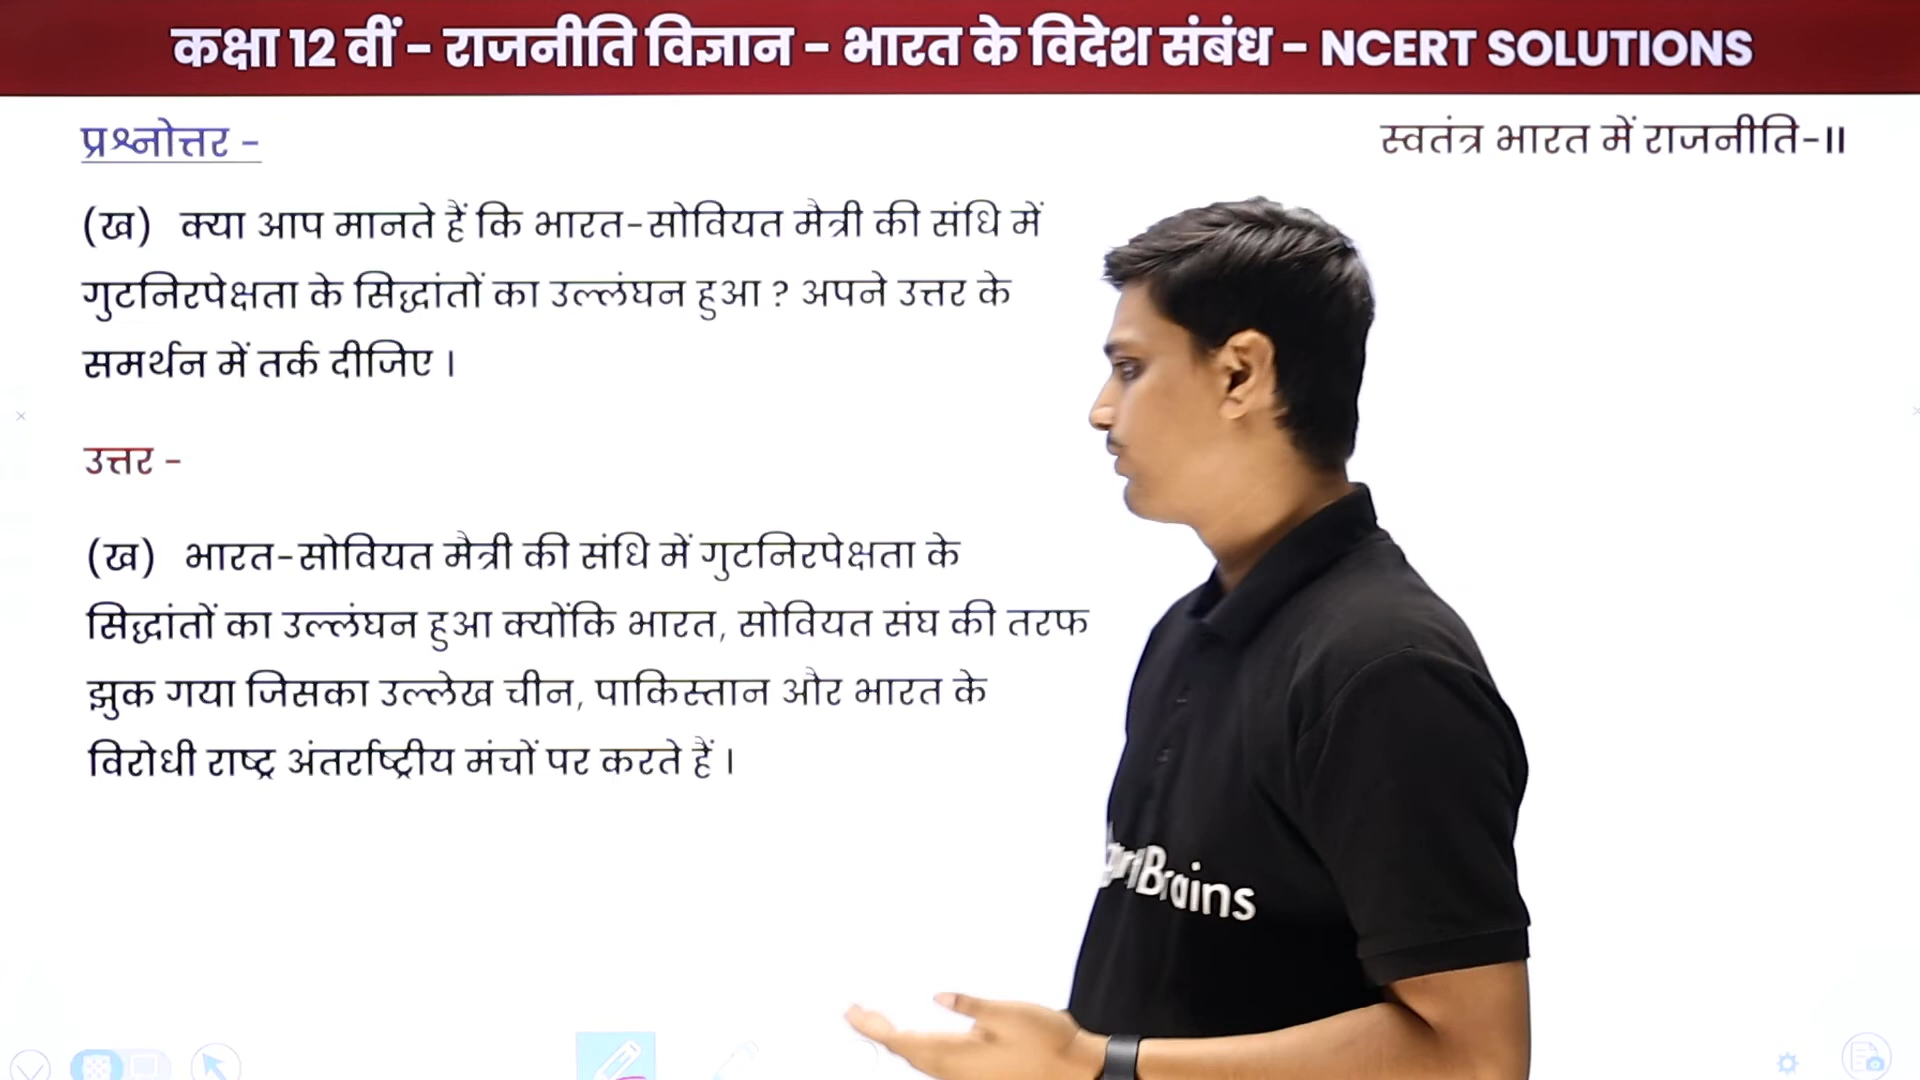 कक्षा 12 वीं - राजनीति विज्ञान - भारत के विदेश संबंध - NCERT SOLUTIONS
प्रश्नोत्तर -
स्वतंत्र भारत में राजनीति-II
(ख) क्या आप मानते हैं कि भारत-सोवियत मैत्री की संधि में
गुटनिरपेक्षता के सिद्धांतों का उल्लंघन हुआ ? अपने उत्तर के
समर्थन में तर्क दीजिए ।
उत्तर -
(ख) भारत-सोवियत मैत्री की संधि में गुटनिरपेक्षता के
सिद्धांतों का उल्लंघन हुआ क्योंकि भारत, सोवियत संघ की तरफ
झुक गया जिसका उल्लेख चीन, पाकिस्तान और भारत के
विरोधी राष्ट्र अंतर्राष्ट्रीय मंचों पर करते हैं ।
Brains